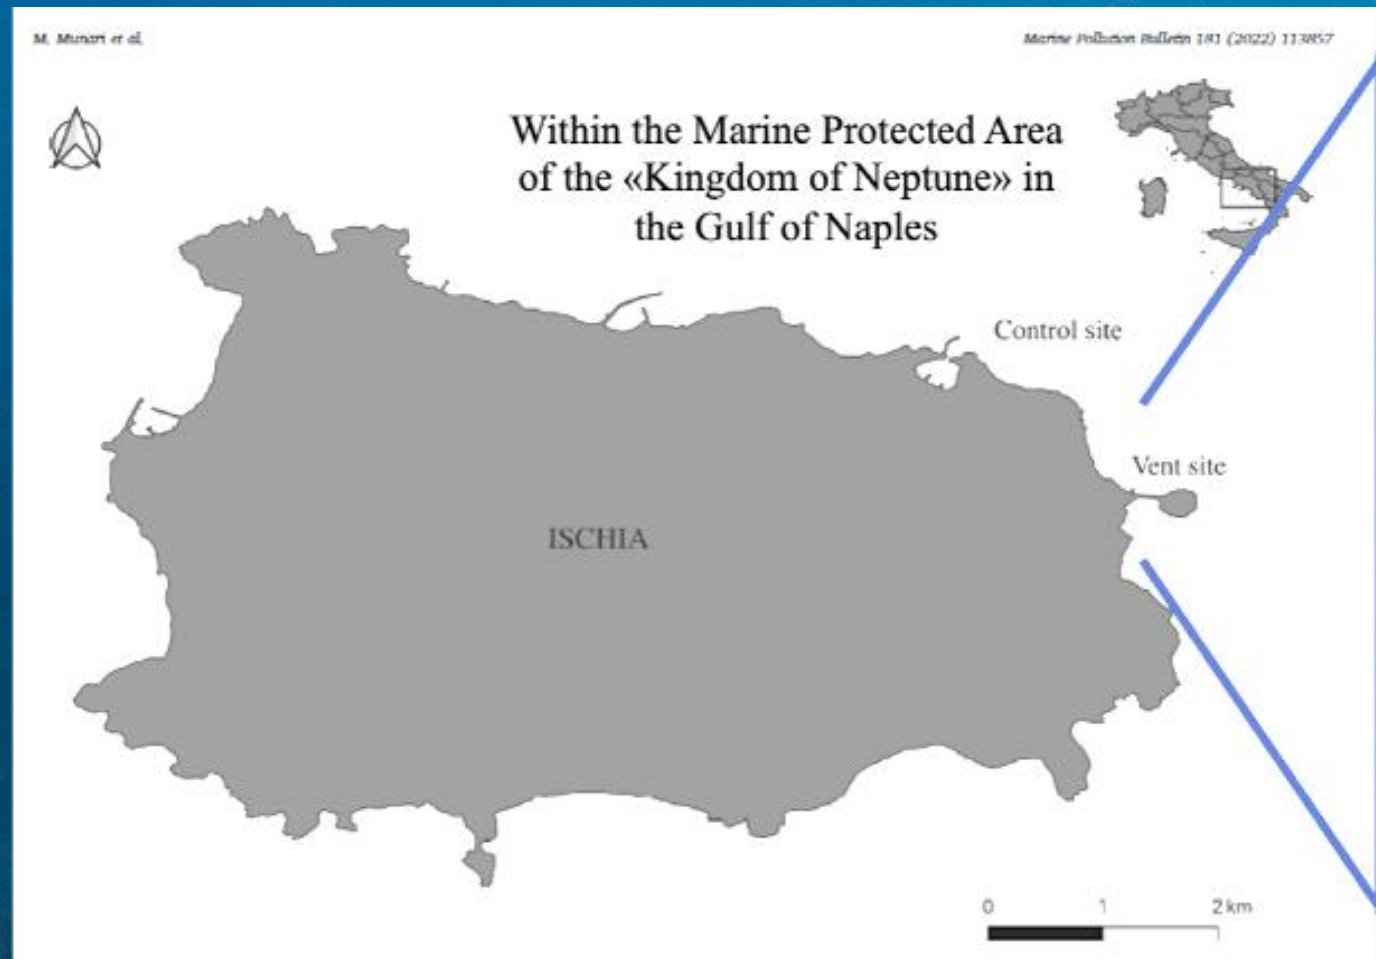 M. Munari et al.
Marine Pollution Bulletin 181 (2022) 113857
Within the Marine Protected Area
of the «Kingdom of Neptune» in
the Gulf of Naples
Control site
Vent site
ISCHIA
0 1 2 km